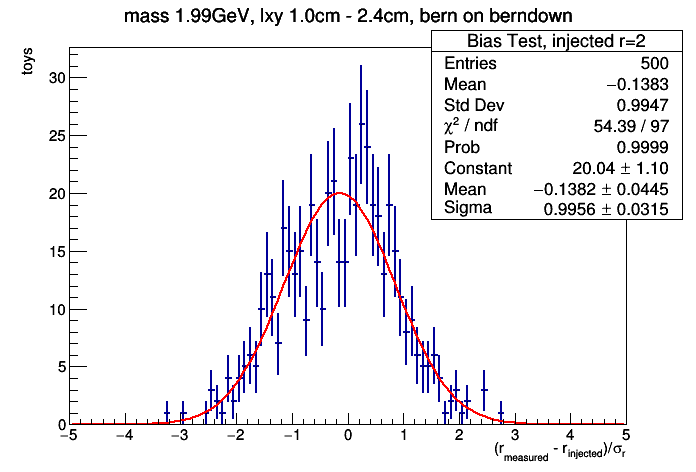 mass 1.99GeV, lxy 1.0cm - 2.4cm, bern on berndown
toys
Bias Test, injected r=2
Entries 500
Mean −0.1383
Std Dev 0.9947
χ² / ndf 54.39 / 97
Prob 0.9999
Constant 20.04 ± 1.10
Mean −0.1382 ± 0.0445
Sigma 0.9956 ± 0.0315
30
25
20
15
10
5
0
−5 −4 −3 −2 −1 0 1 2 3 4 5
(r_measured - r_injected)/σ_r